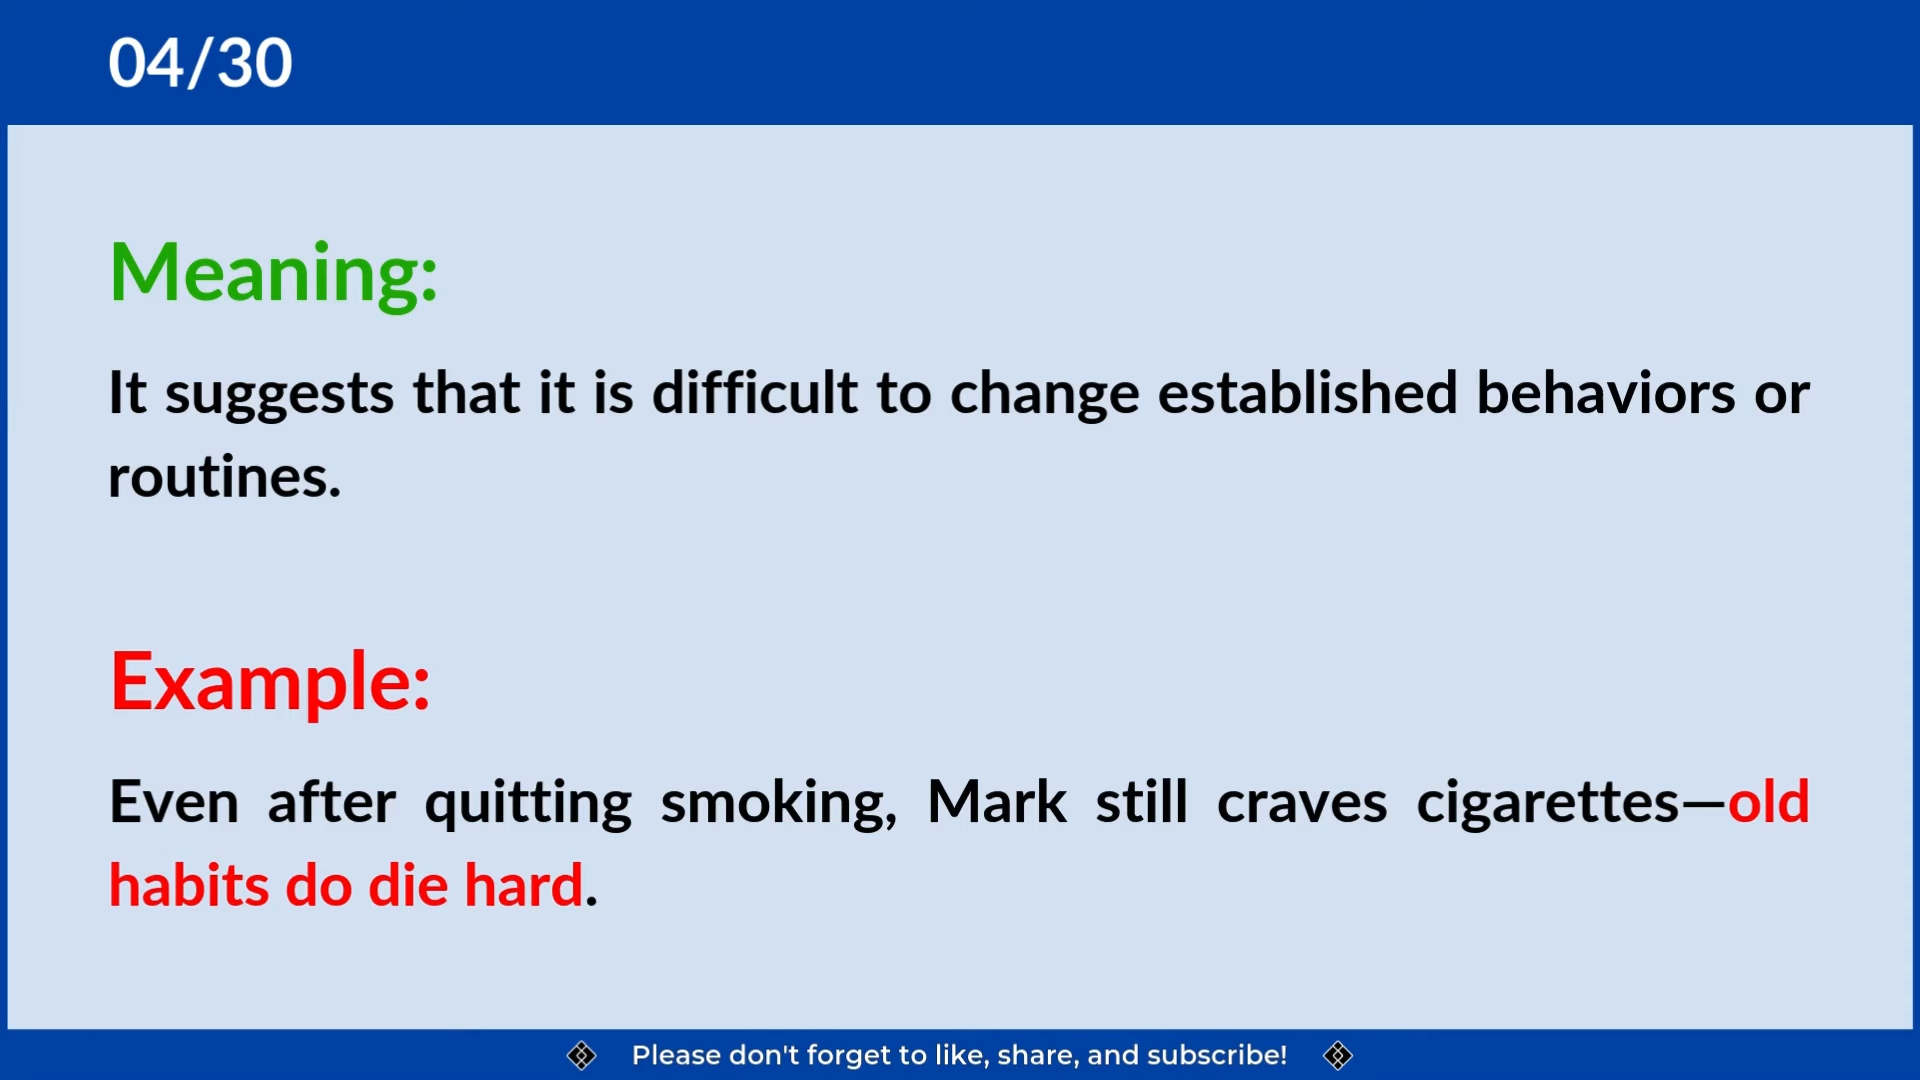 04/30
Meaning:
It suggests that it is difficult to change established behaviors or
routines.
Example:
Even after quitting smoking, Mark still craves cigarettes—old
habits do die hard.
Please don't forget to like, share, and subscribe!